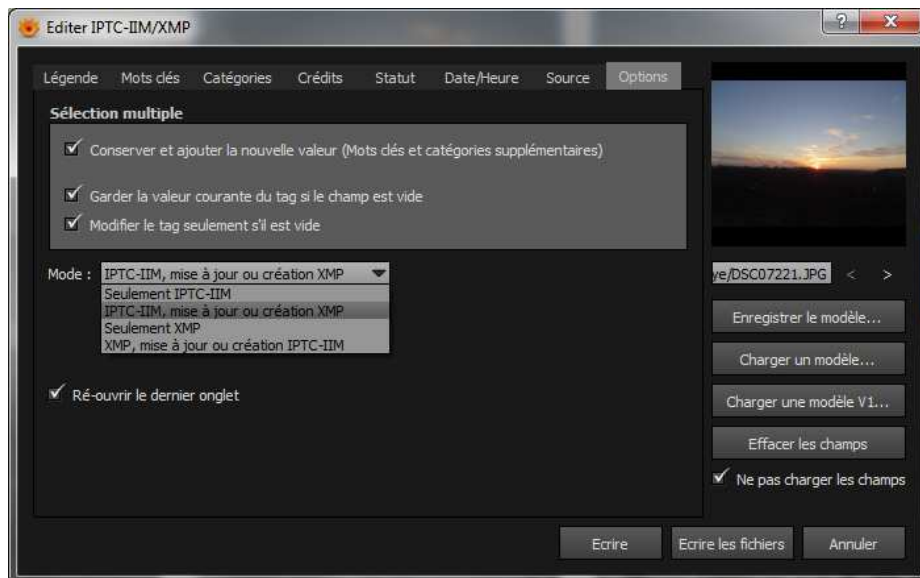 Editer IPTC-IIM/XMP
?
X
Légende Mots clés Catégories Crédits Statut Date/Heure Source Options
Sélection multiple
Conserver et ajouter la nouvelle valeur (Mots clés et catégories supplémentaires)
Garder la valeur courante du tag si le champ est vide
Modifier le tag seulement s'il est vide
Mode : IPTC-IIM, mise à jour ou création XMP
Seulement IPTC-IIM
IPTC-IIM, mise à jour ou création XMP
Seulement XMP
XMP, mise à jour ou création IPTC-IIM
Ré-ouvrir le dernier onglet
ye/DSC07221.JPG < >
Enregistrer le modèle...
Charger un modèle...
Charger une modèle V1...
Effacer les champs
Ne pas charger les champs
Ecrire Ecrire les fichiers Annuler